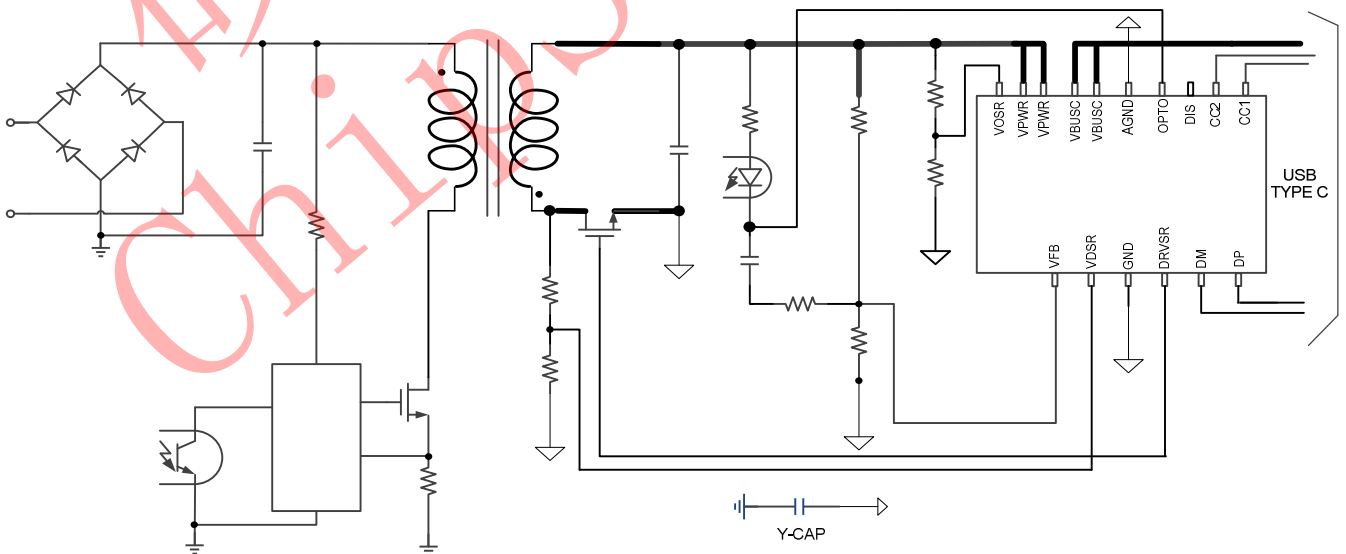 VOSR
VPWR
VPWR
VBUSC
VBUSC
AGND
OPTO
DIS
CC2
CC1
USB
TYPE C
VFB
VDSR
GND
DRVSR
DM
DP
Y-CAP
Chips